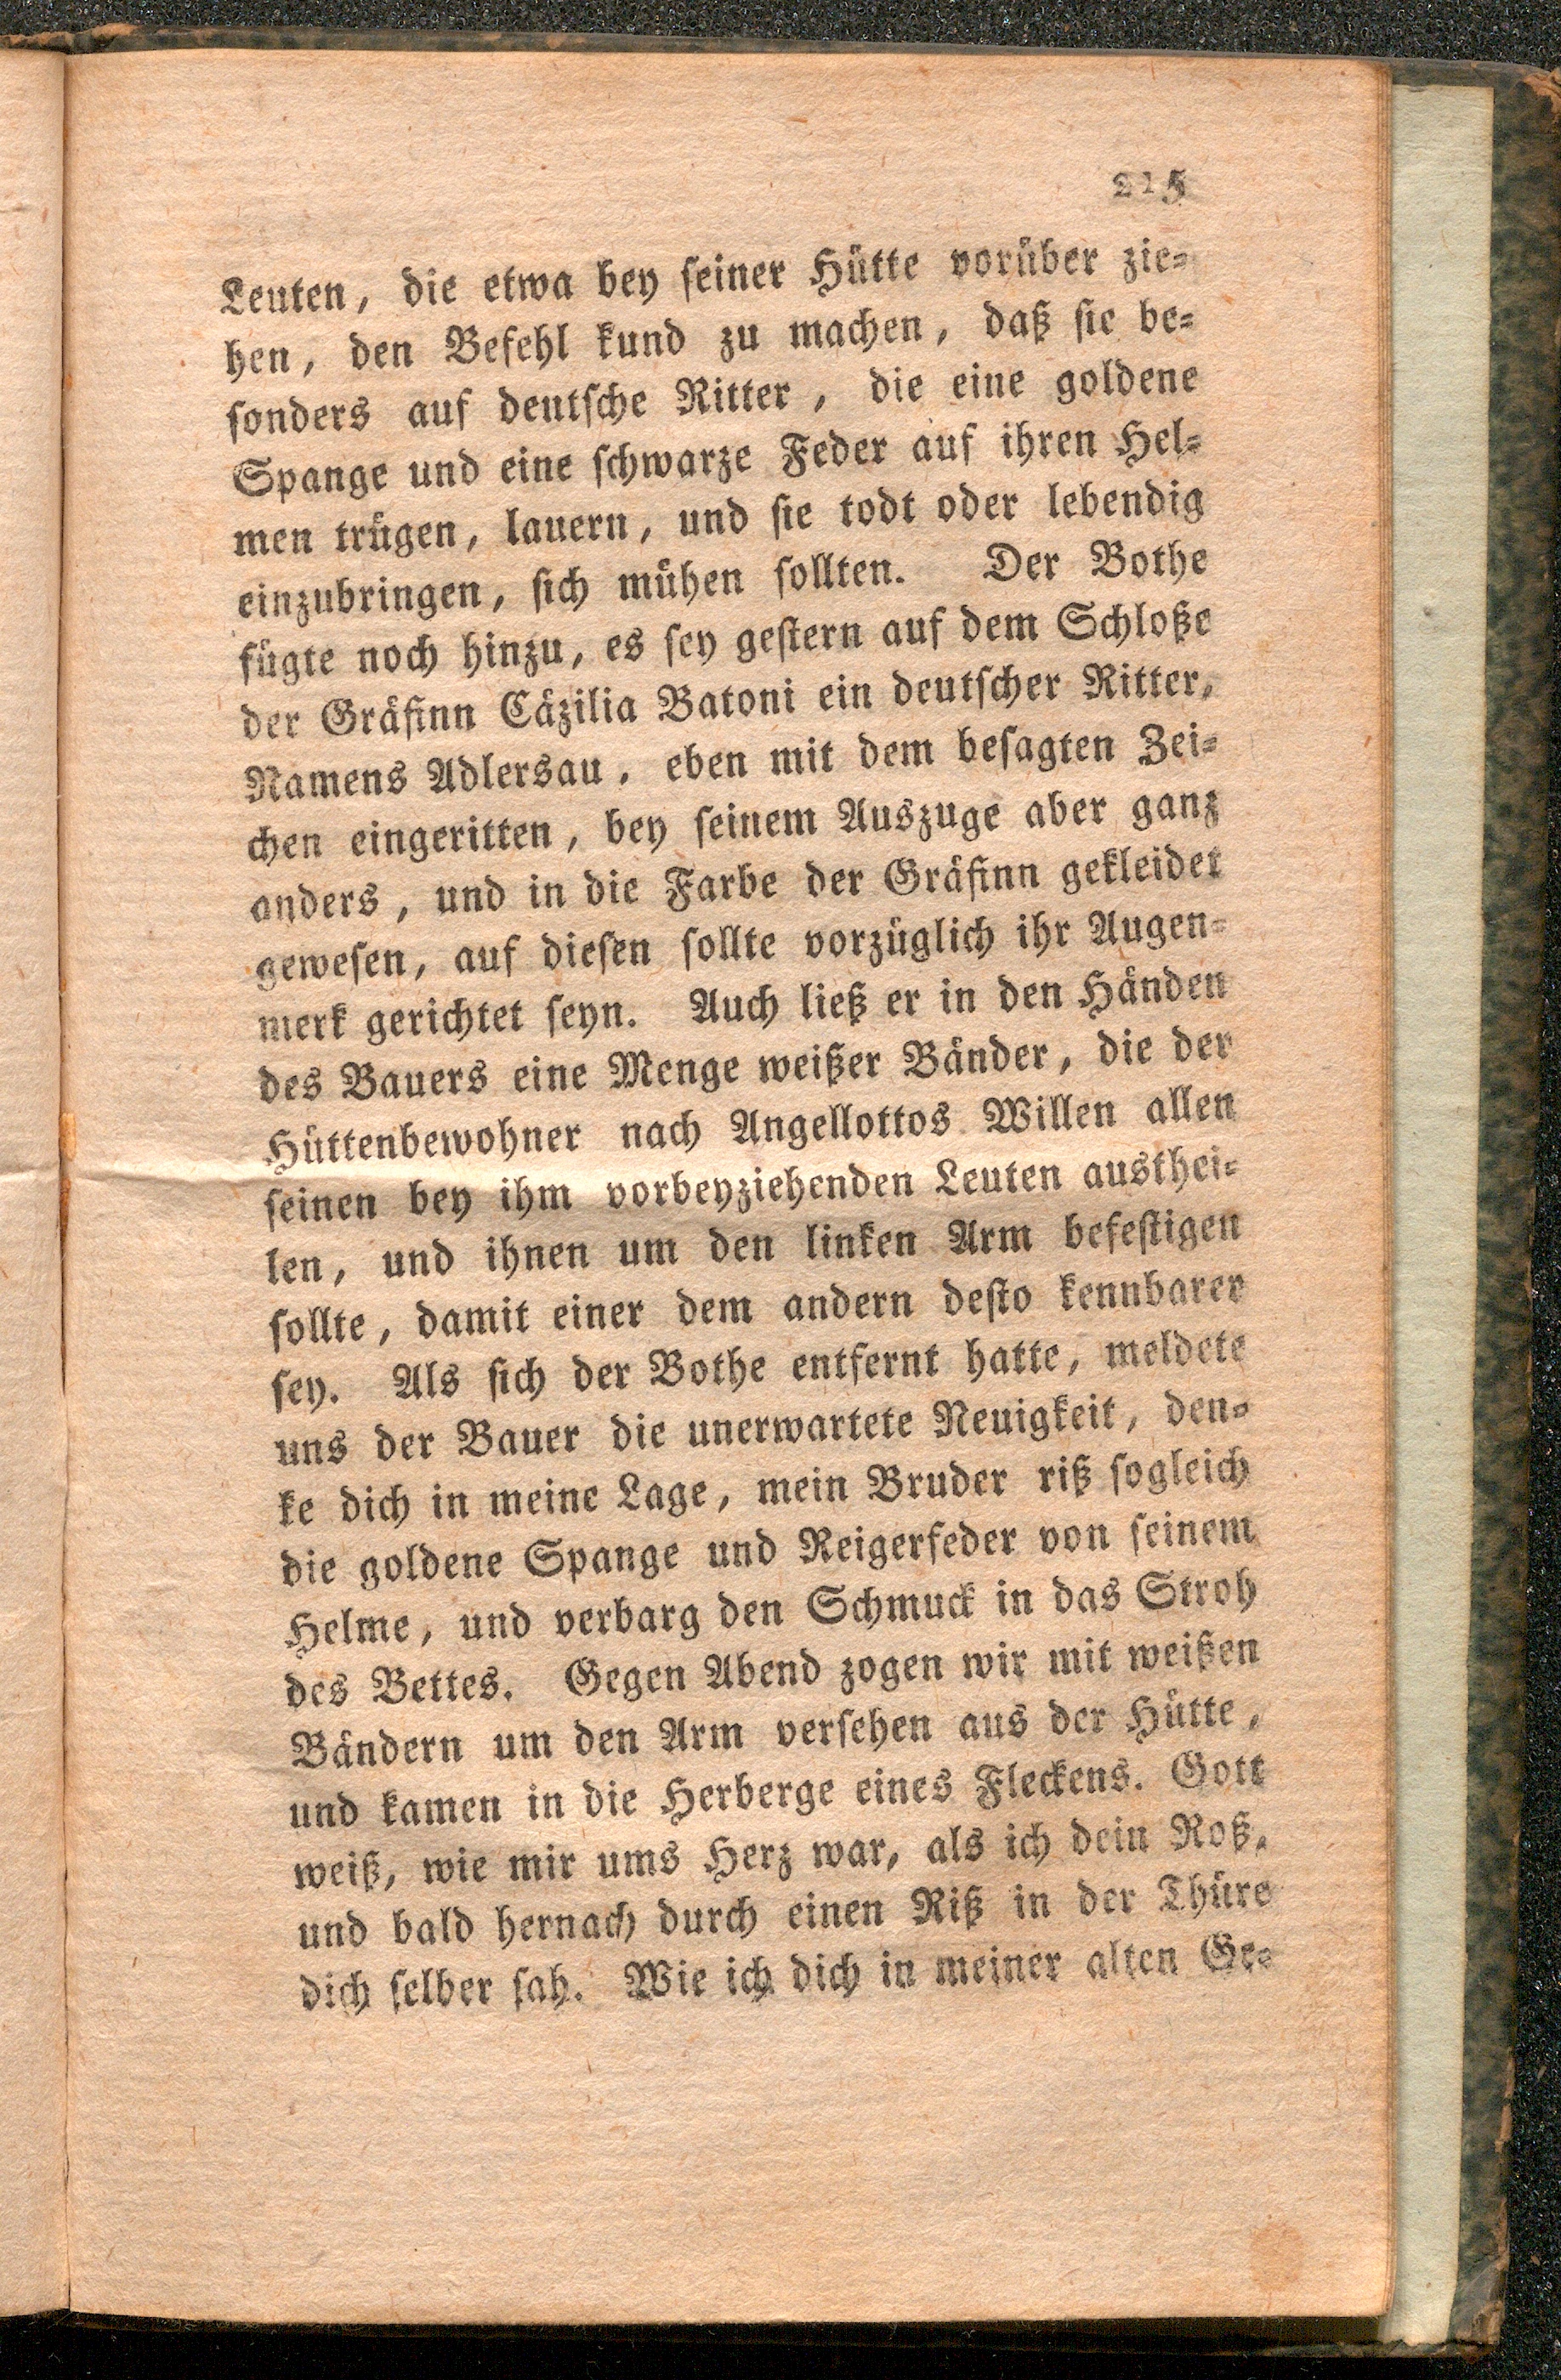 215
Leuten, die etwa bey ſeiner Hütte vorüber zie-
hen, den Befehl kund zu machen, daß ſie be-
ſonders auf deutſche Ritter, die eine goldene
Spange und eine ſchwarze Feder auf ihren Hel-
men trügen, lauern, und ſie todt oder lebendig
einzubringen, ſich mühen ſollten. Der Bothe
fügte noch hinzu, es ſey geſtern auf dem Schloße
der Gräfinn Cäzilia Batoni ein deutſcher Ritter,
Namens Adlersau, eben mit dem beſagten Zei-
chen eingeritten, bey ſeinem Auszuge aber ganz
anders, und in die Farbe der Gräfinn gekleidet
geweſen, auf dieſen ſollte vorzüglich ihr Augen-
merk gerichtet ſeyn. Auch ließ er in den Händen
des Bauers eine Menge weißer Bänder, die der
Hüttenbewohner nach Angellottos Willen allen
ſeinen bey ihm vorbeyziehenden Leuten austhei-
len, und ihnen um den linken Arm befeſtigen
ſollte, damit einer dem andern deſto kennbarer
ſey. Als ſich der Bothe entfernt hatte, meldete
uns der Bauer die unerwartete Neuigkeit, den-
ke dich in meine Lage, mein Bruder riß ſogleich
die goldene Spange und Reigerfeder von ſeinem
Helme, und verbarg den Schmuck in das Stroh
des Bettes. Gegen Abend zogen wir mit weißen
Bändern um den Arm verſehen aus der Hütte,
und kamen in die Herberge eines Fleckens. Gott
weiß, wie mir ums Herz war, als ich dein Roß,
und bald hernach durch einen Riß in der Thüre
dich ſelber ſah. Wie ich dich in meiner alten Ge-